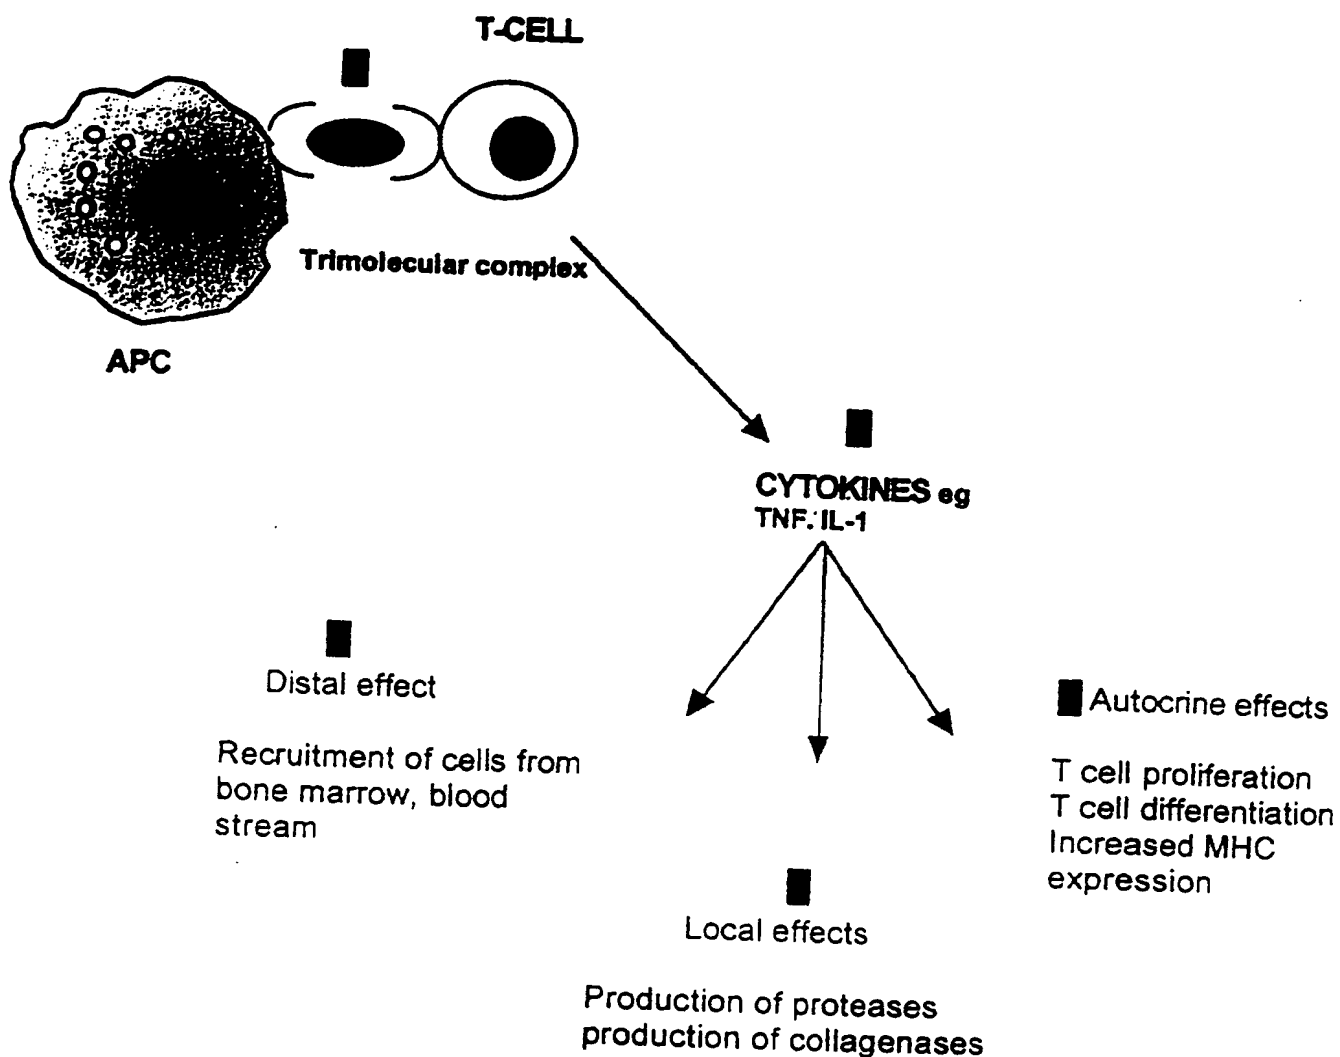 T-CELL
Trimolecular complex
APC
CYTOKINES eg
TNF. IL-1
Distal effect
Recruitment of cells from
bone marrow, blood
stream
Autocrine effects
T cell proliferation
T cell differentiation
Increased MHC
expression
Local effects
Production of proteases
production of collagenases